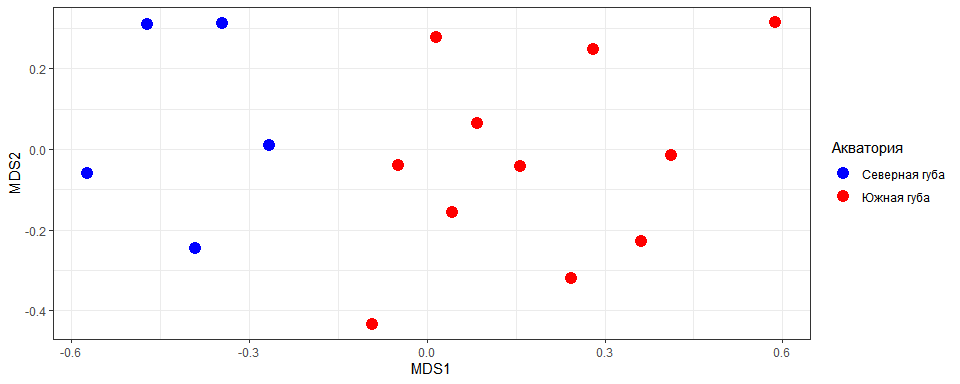 0.2
0.0
-0.2
-0.4
MDS2
-0.6
-0.3
0.0
0.3
0.6
MDS1
Акватория
Северная губа
Южная губа